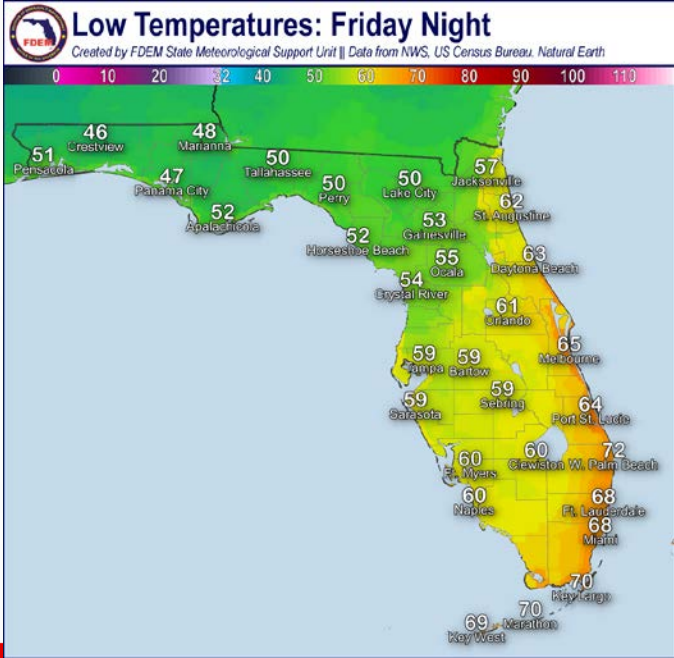 Low Temperatures: Friday Night
FDEM
Created by FDEM State Meteorological Support Unit || Data from NWS, US Census Bureau, Natural Earth
0 10 20 32 40 50 60 70 80 90 100 110
46
Crestview
48
Marianna
51
Pensacola
47
Panama City
50
Tallahassee
50
Perry
50
Lake City
57
Jacksonville
52
Apalachicola
62
St. Augustine
53
Gainesville
52
Horseshoe Beach
55
Ocala
63
Daytona Beach
54
Crystal River
61
Orlando
65
Melbourne
59
Tampa
59
Bartow
59
Sebring
59
Sarasota
64
Port St. Lucie
60
Ft. Myers
60
Clewiston
72
W. Palm Beach
60
Naples
68
Ft. Lauderdale
68
Miami
70
Key Largo
70
Marathon
69
Key West